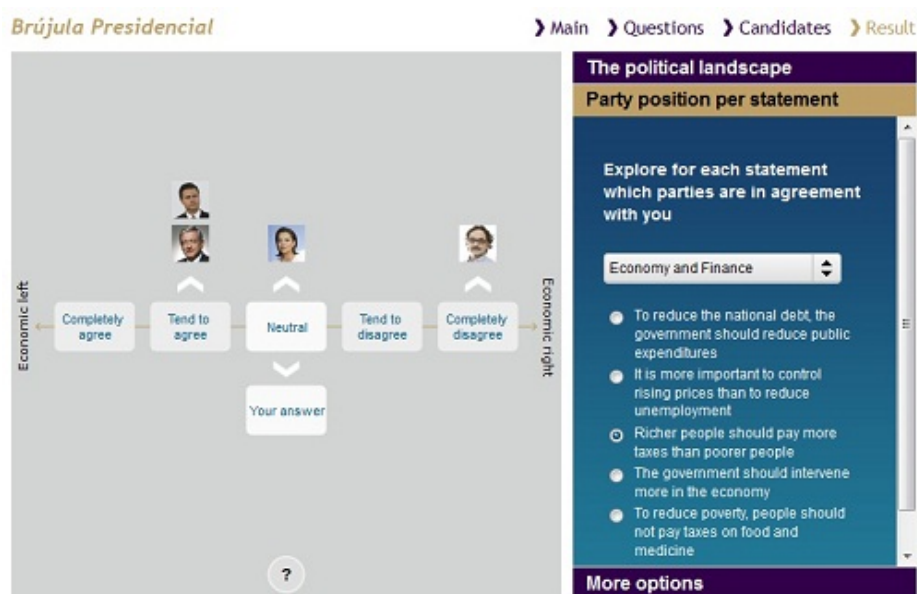 Brújula Presidencial
❯ Main ❯ Questions ❯ Candidates ❯ Result
The political landscape
Party position per statement
Explore for each statement
which parties are in agreement
with you
Economy and Finance
To reduce the national debt, the
government should reduce public
expenditures
It is more important to control
rising prices than to reduce
unemployment
Richer people should pay more
taxes than poorer people
The government should intervene
more in the economy
To reduce poverty, people should
not pay taxes on food and
medicine
More options
Economic left
Completely
agree
Tend to
agree
Neutral
Tend to
disagree
Completely
disagree
Economic right
Your answer
?